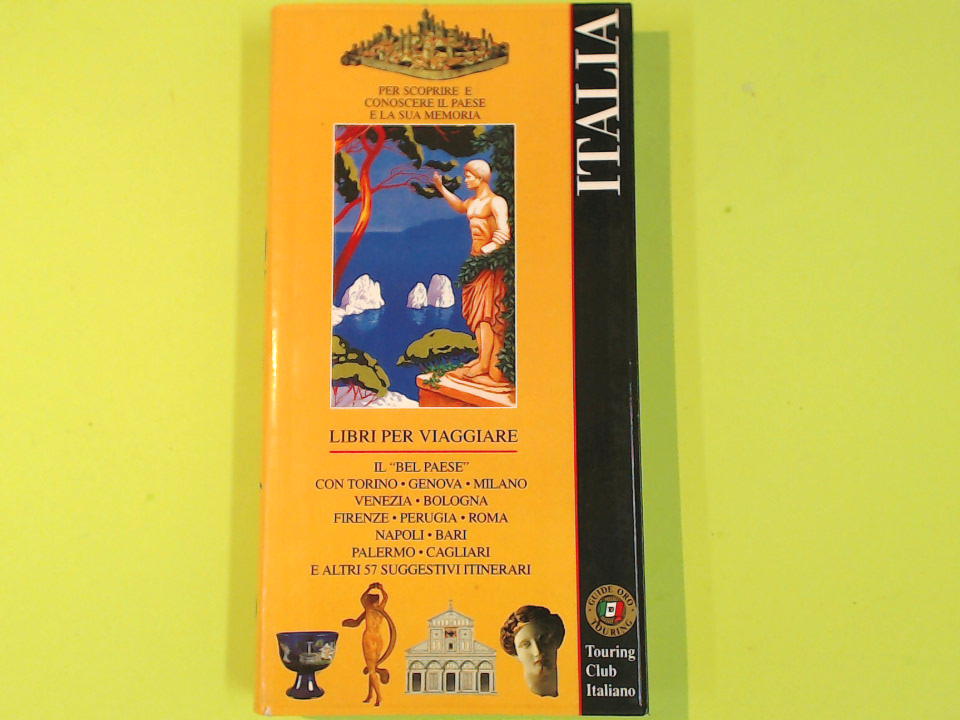 PER SCOPRIRE E
CONOSCERE IL PAESE
E LA SUA MEMORIA
LIBRI PER VIAGGIARE
IL “BEL PAESE”
CON TORINO • GENOVA • MILANO
VENEZIA • BOLOGNA
FIRENZE • PERUGIA • ROMA
NAPOLI • BARI
PALERMO • CAGLIARI
E ALTRI 57 SUGGESTIVI ITINERARI
ITALIA
• GUIDE ORO •
TOURING
Touring
Club
Italiano